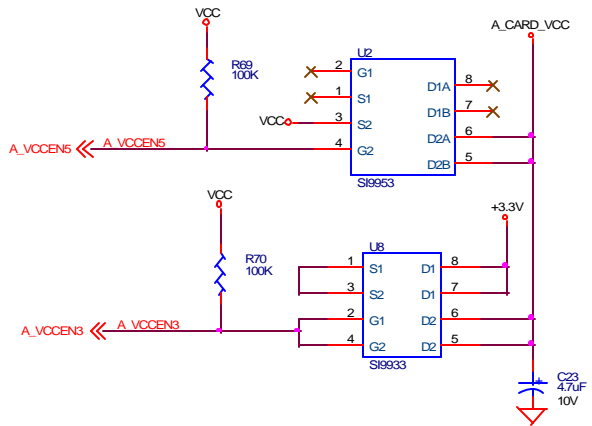 VCC
A_CARD_VCC
R69
100K
U2
2 G1
1 S1
VCC 3 S2
4 G2
D1A 8
D1B 7
D2A 6
D2B 5
A_VCCEN5 A_VCCEN5
SI9953
VCC
+3.3V
R70
100K
U8
1 S1 D1 8
3 S2 D1 7
2 G1 D2 6
4 G2 D2 5
A_VCCEN3 A_VCCEN3
SI9933
+
C23
4.7uF
10V